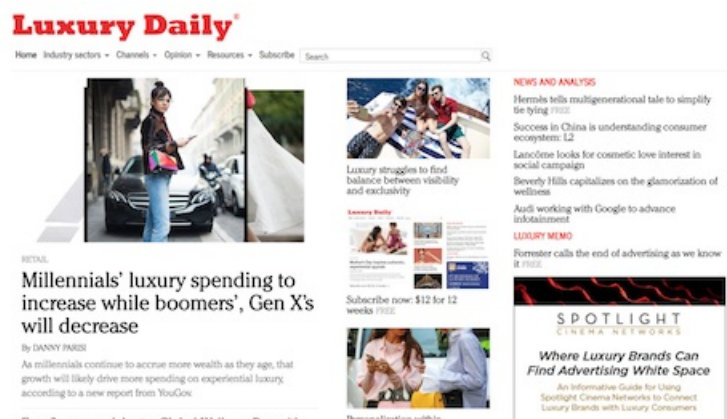 Luxury Daily®
Home Industry sectors Channels Opinion Resources Subscribe Search
RETAIL
Millennials' luxury spending to
increase while boomers', Gen X's
will decrease
By DANNY PARISI
As millennials continue to accrue more wealth as they age, that
growth will likely drive more spending on experiential luxury,
according to a new report from YouGov.
Luxury struggles to find
balance between visibility
and exclusivity
Luxury Daily
Subscribe now: $12 for 12
weeks FREE
NEWS AND ANALYSIS
Hermès tells multigenerational tale to simplify
tie tying FREE
Success in China is understanding consumer
ecosystem: L2
Lancôme looks for cosmetic love interest in
social campaign
Beverly Hills capitalizes on the glamorization of
wellness
Audi working with Google to advance
infotainment
LUXURY MEMO
Forrester calls the end of advertising as we know
it FREE
SPOTLIGHT
CINEMA NETWORKS
Where Luxury Brands Can
Find Advertising White Space
An Informative Guide for Using
Spotlight Cinema Networks to Connect
Luxury Brands with Luxury Consumers